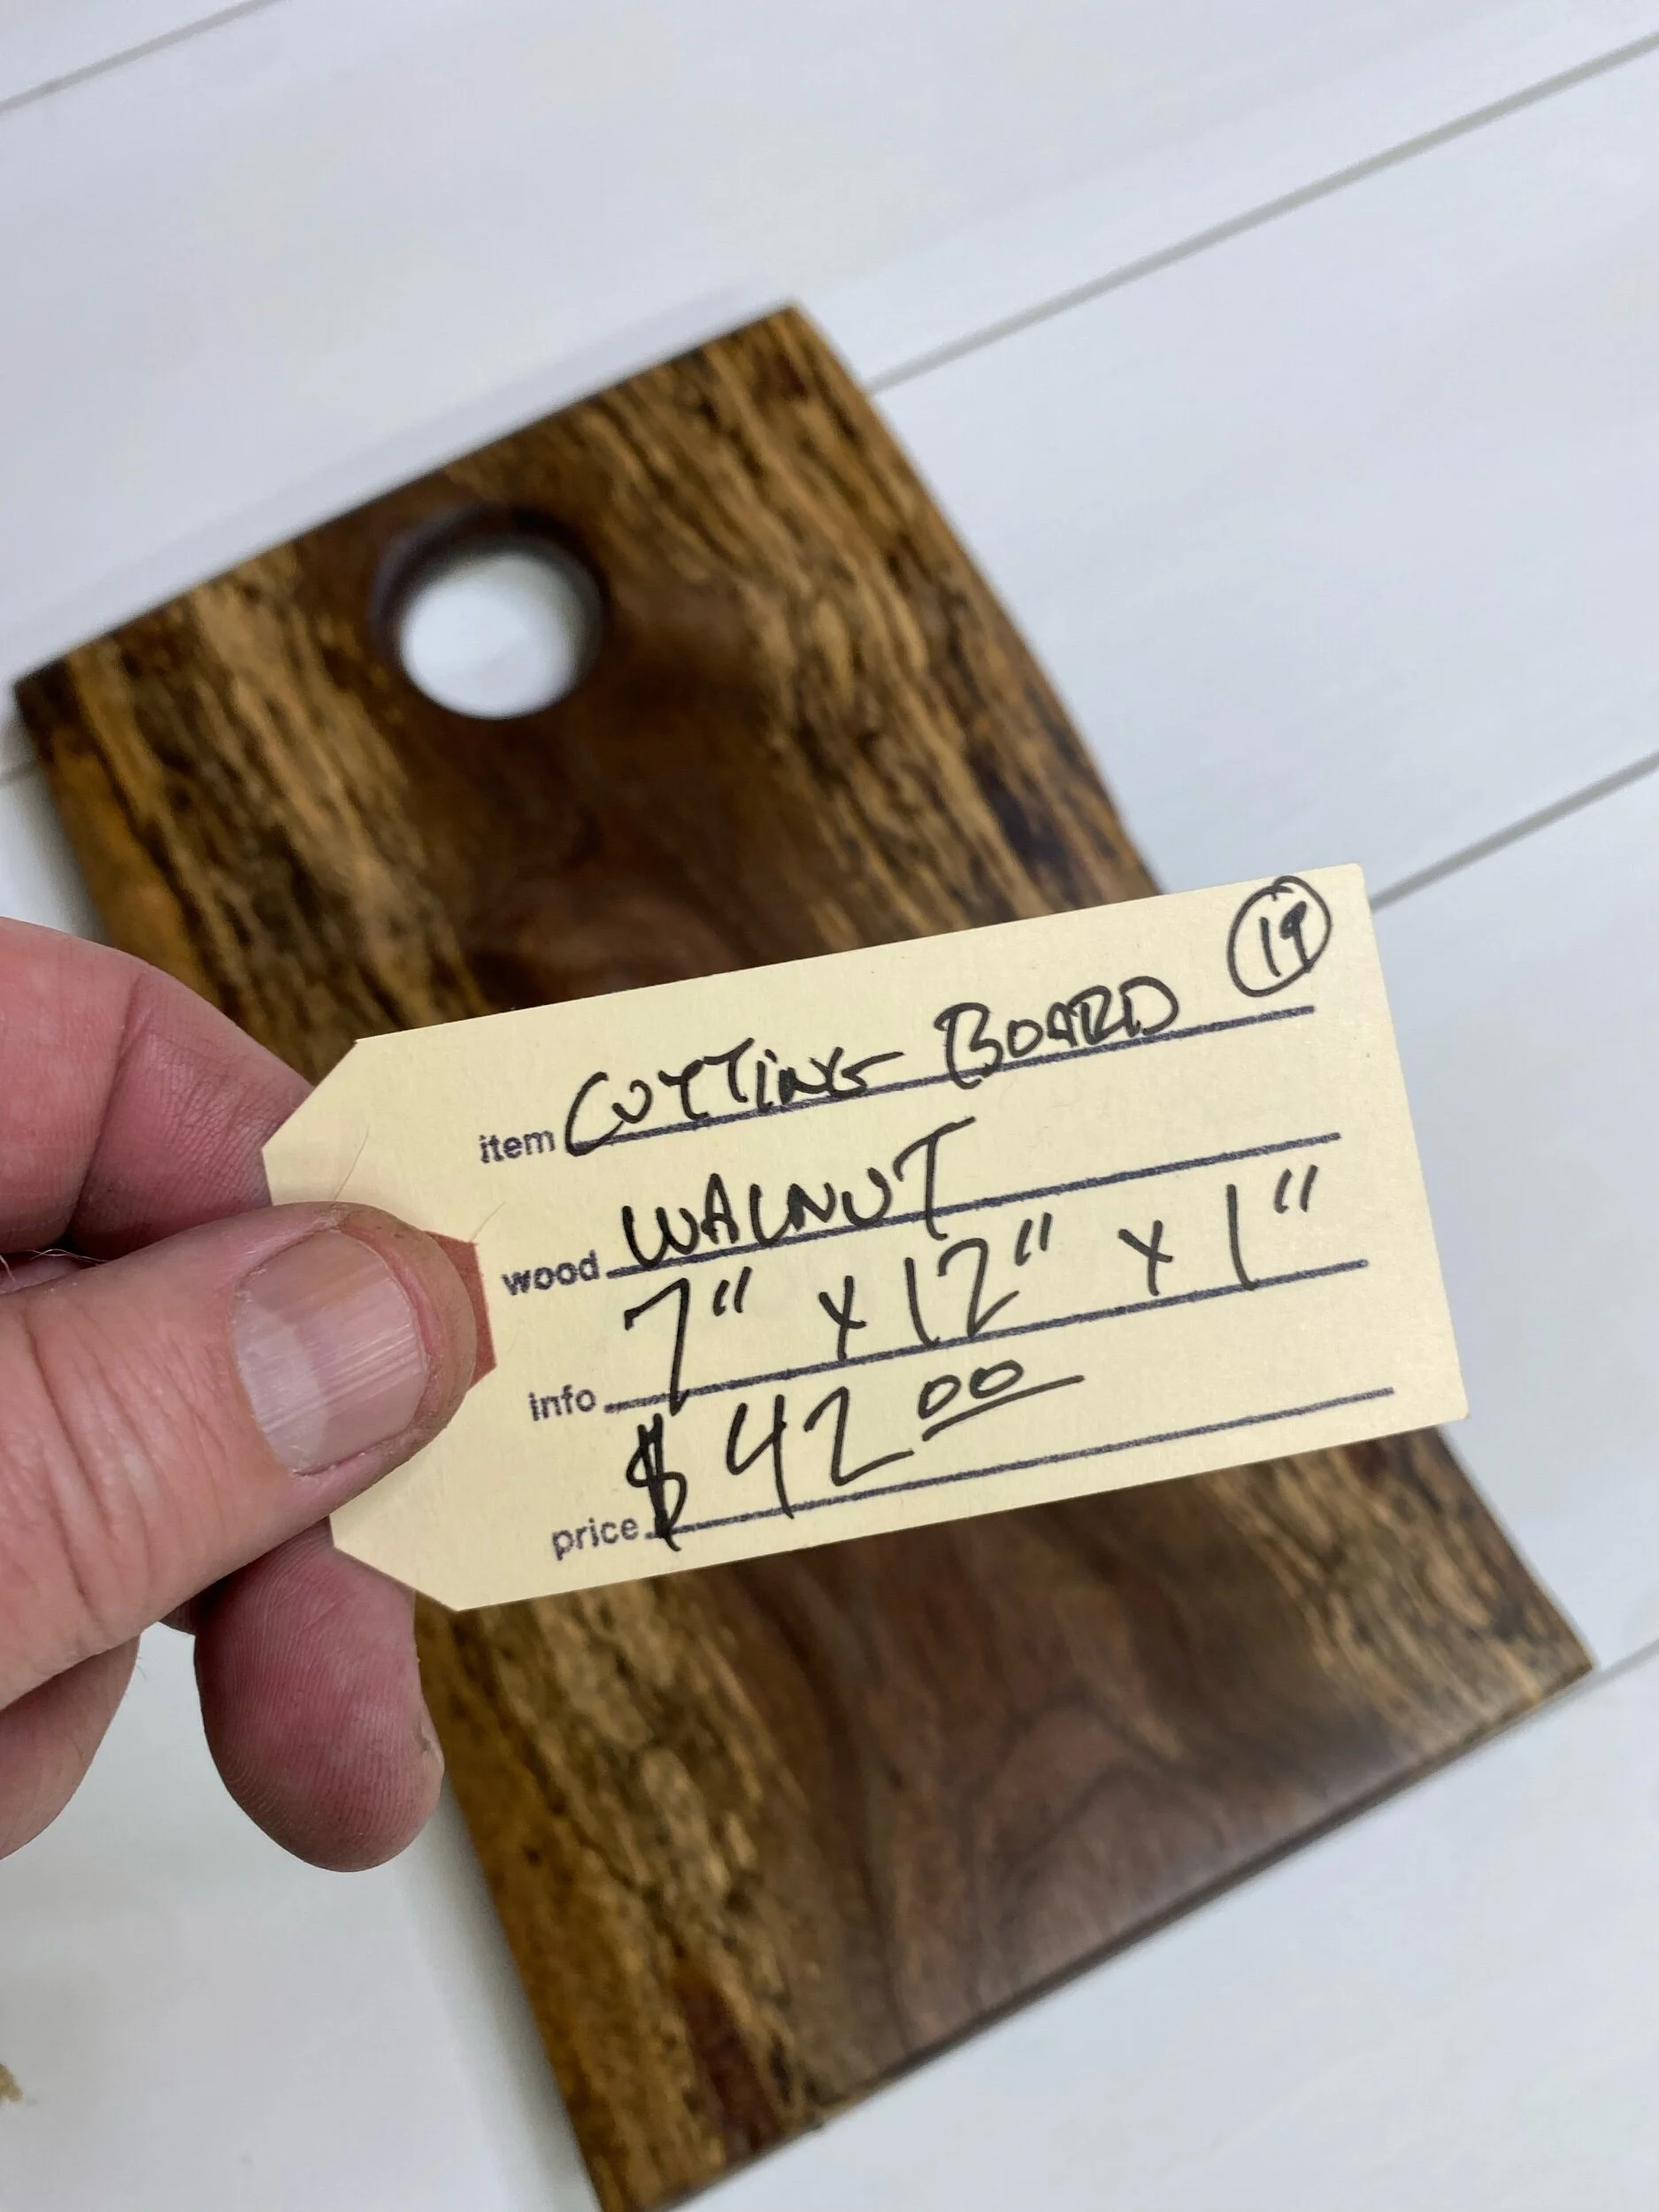 item CUTTING BOARD 19
wood WALNUT
info 7" x 12" x 1"
price $ 42 00